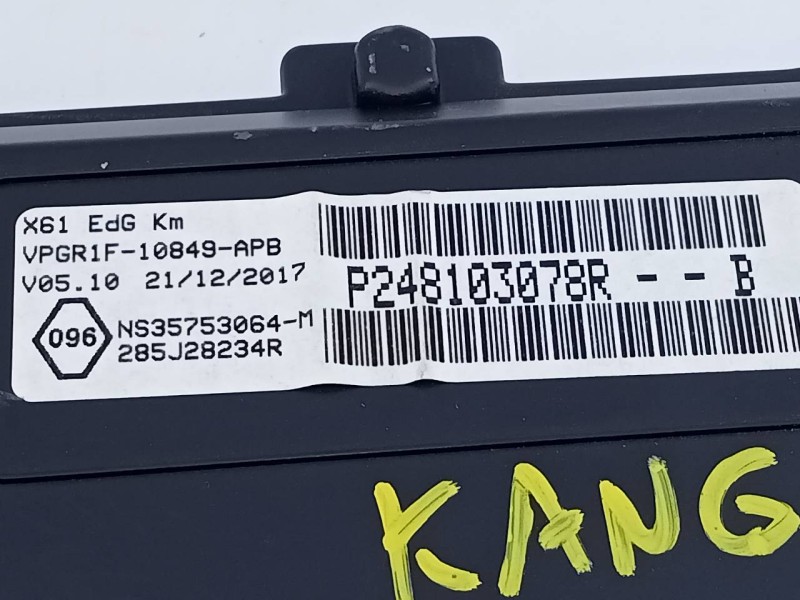 X61 EdG Km
VPGR1F-10849-APB
V05.10 21/12/2017
096
NS35753064-M
285J28234R
P248103078R - - B
KANG